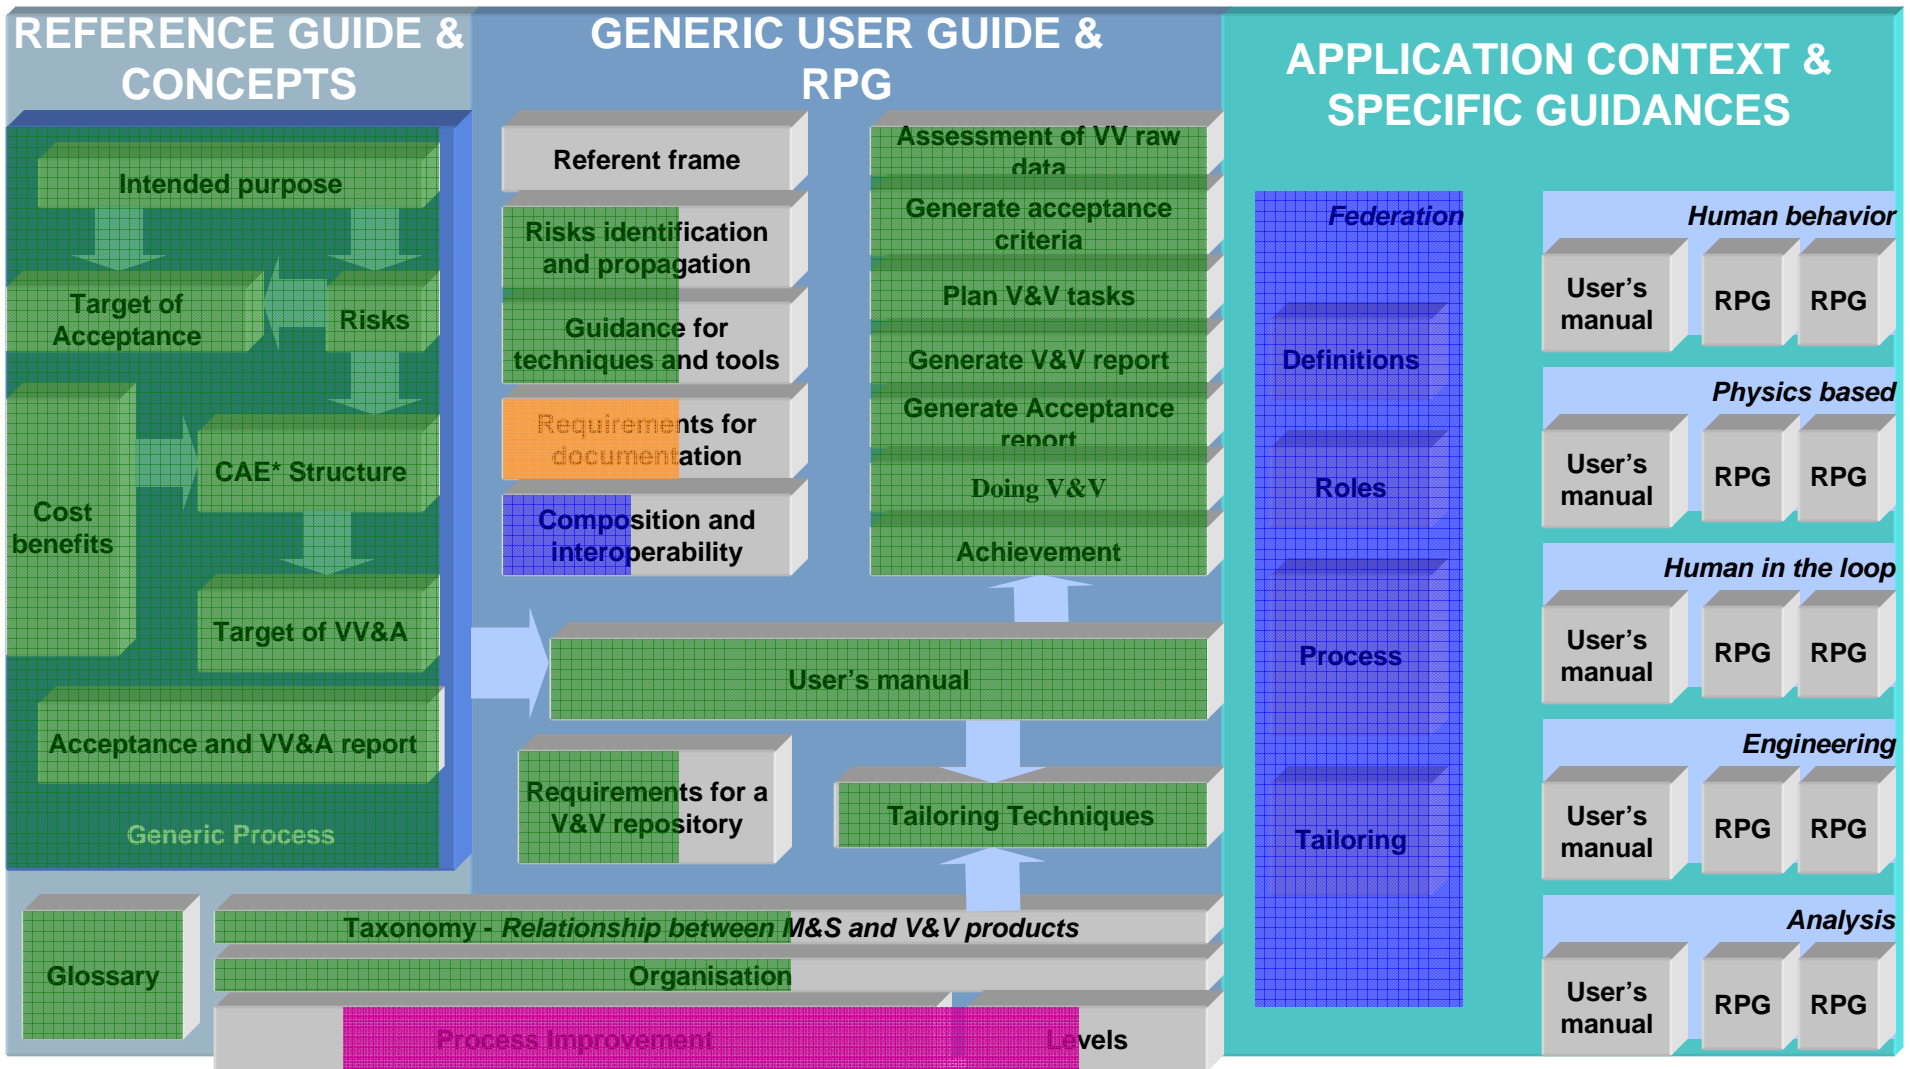 REFERENCE GUIDE &
CONCEPTS
Intended purpose
Target of
Acceptance
Risks
Cost
benefits
CAE* Structure
Target of VV&A
Acceptance and VV&A report
Generic Process
Glossary
GENERIC USER GUIDE &
RPG
Referent frame
Risks identification
and propagation
Guidance for
techniques and tools
Requirements for
documentation
Composition and
interoperability
Assessment of VV raw
data
Generate acceptance
criteria
Plan V&V tasks
Generate V&V report
Generate Acceptance
report
Doing V&V
Achievement
User's manual
Requirements for a
V&V repository
Tailoring Techniques
Taxonomy - Relationship between M&S and V&V products
Organisation
Process Improvement
Levels
APPLICATION CONTEXT &
SPECIFIC GUIDANCES
Federation
Definitions
Roles
Process
Tailoring
Human behavior
User's
manual
RPG
RPG
Physics based
User's
manual
RPG
RPG
Human in the loop
User's
manual
RPG
RPG
Engineering
User's
manual
RPG
RPG
Analysis
User's
manual
RPG
RPG